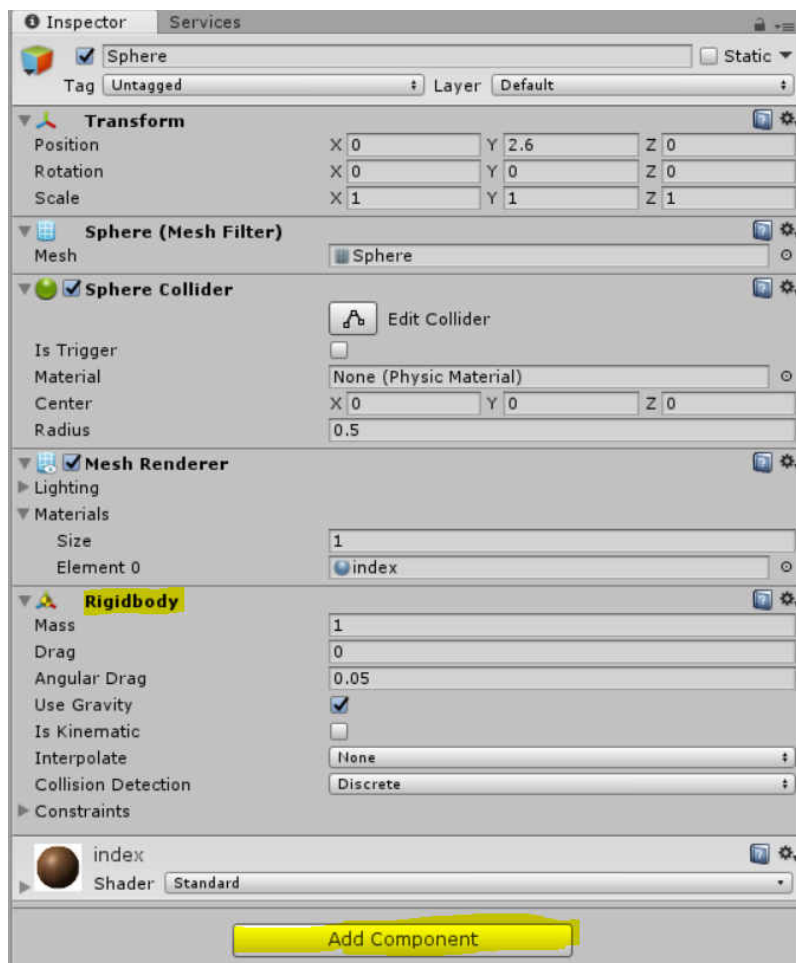 Inspector Services
Sphere Static
Tag Untagged Layer Default
Transform
Position X 0 Y 2.6 Z 0
Rotation X 0 Y 0 Z 0
Scale X 1 Y 1 Z 1
Sphere (Mesh Filter)
Mesh Sphere
Sphere Collider
Edit Collider
Is Trigger
Material None (Physic Material)
Center X 0 Y 0 Z 0
Radius 0.5
Mesh Renderer
Lighting
Materials
Size 1
Element 0 index
Rigidbody
Mass 1
Drag 0
Angular Drag 0.05
Use Gravity
Is Kinematic
Interpolate None
Collision Detection Discrete
Constraints
index
Shader Standard
Add Component